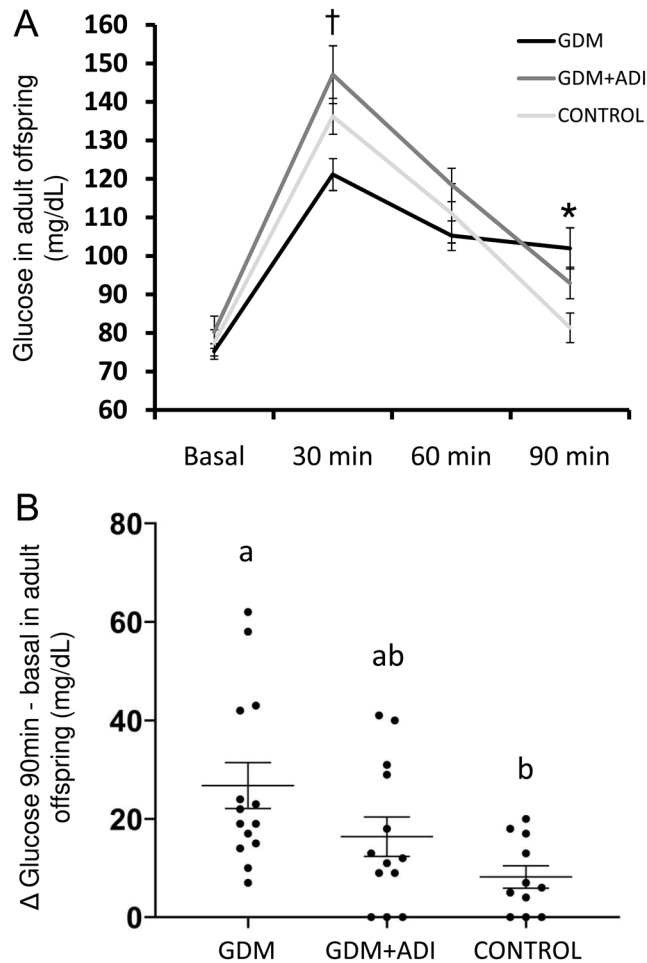 A
160
150
140
130
120
110
100
90
80
70
60
Glucose in adult offspring
(mg/dL)
†
*
GDM
GDM+ADI
CONTROL
Basal
30 min
60 min
90 min
B
80
60
40
20
0
Δ Glucose 90min - basal in adult
offspring (mg/dL)
a
ab
b
GDM
GDM+ADI
CONTROL